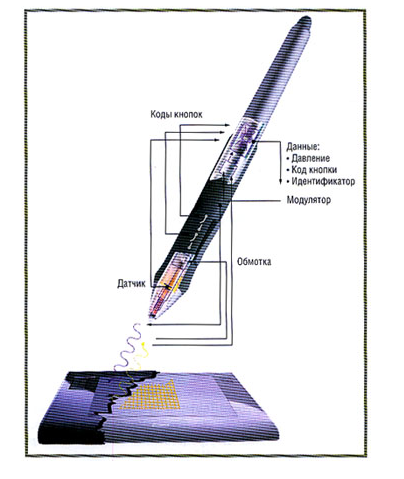 Коды кнопок
Данные:
• Давление
• Код кнопки
• Идентификатор
Модулятор
Обмотка
Датчик